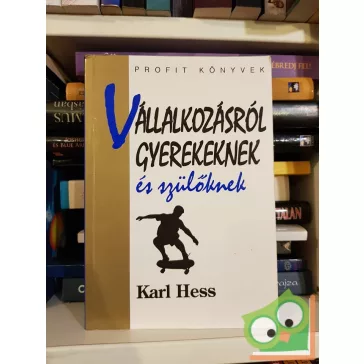 PROFIT KÖNYVEK
VÁLLALKOZÁSRÓL
GYEREKEKNEK
és szülőknek
Karl Hess